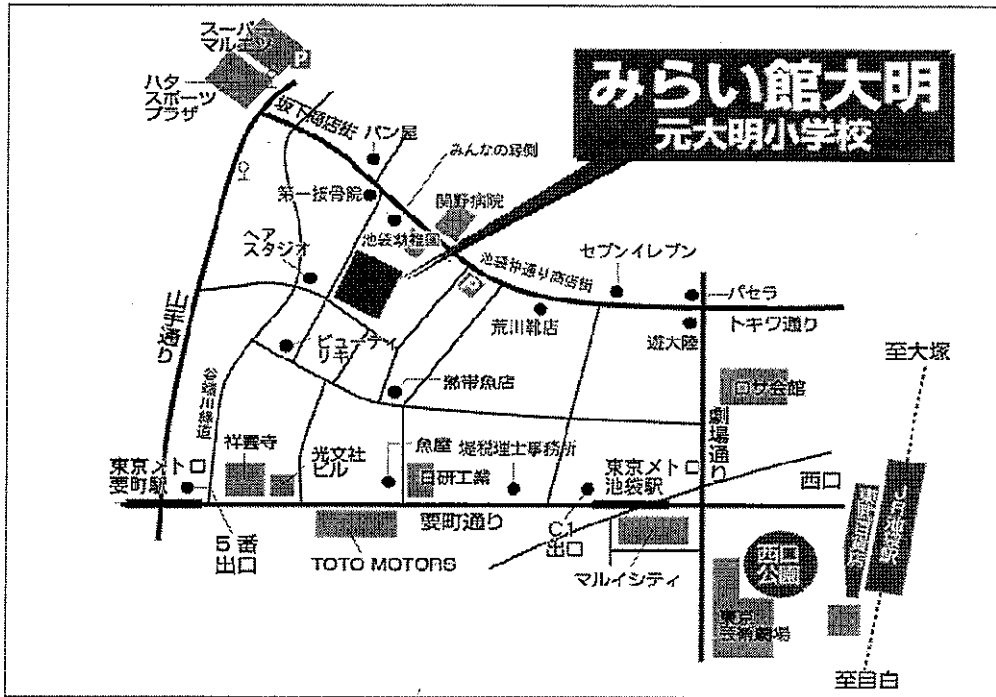 スーパー
マルエツ
P
ハタ
スポーツ
プラザ
みらい館大明
元大明小学校
坂下商店街
パン屋
みんなの縁側
第一接骨院
関野病院
池袋幼稚園
ヘア
スタジオ
池袋仲通り商店街
セブンイレブン
パセラ
トキワ通り
荒川靴店
遊大陸
山手通り
ビューティ
リキ
至大塚
ロサ会館
熱帯魚店
谷端川緑道
劇場通り
祥雲寺
光文社
ビル
魚屋
堤税理士事務所
日研工業
東京メトロ
要町駅
東京メトロ
池袋駅
西口
JR池袋駅
要町通り
5番
出口
C1
出口
TOTO MOTORS
マルイシティ
西口
公園
東京
芸術劇場
至目白